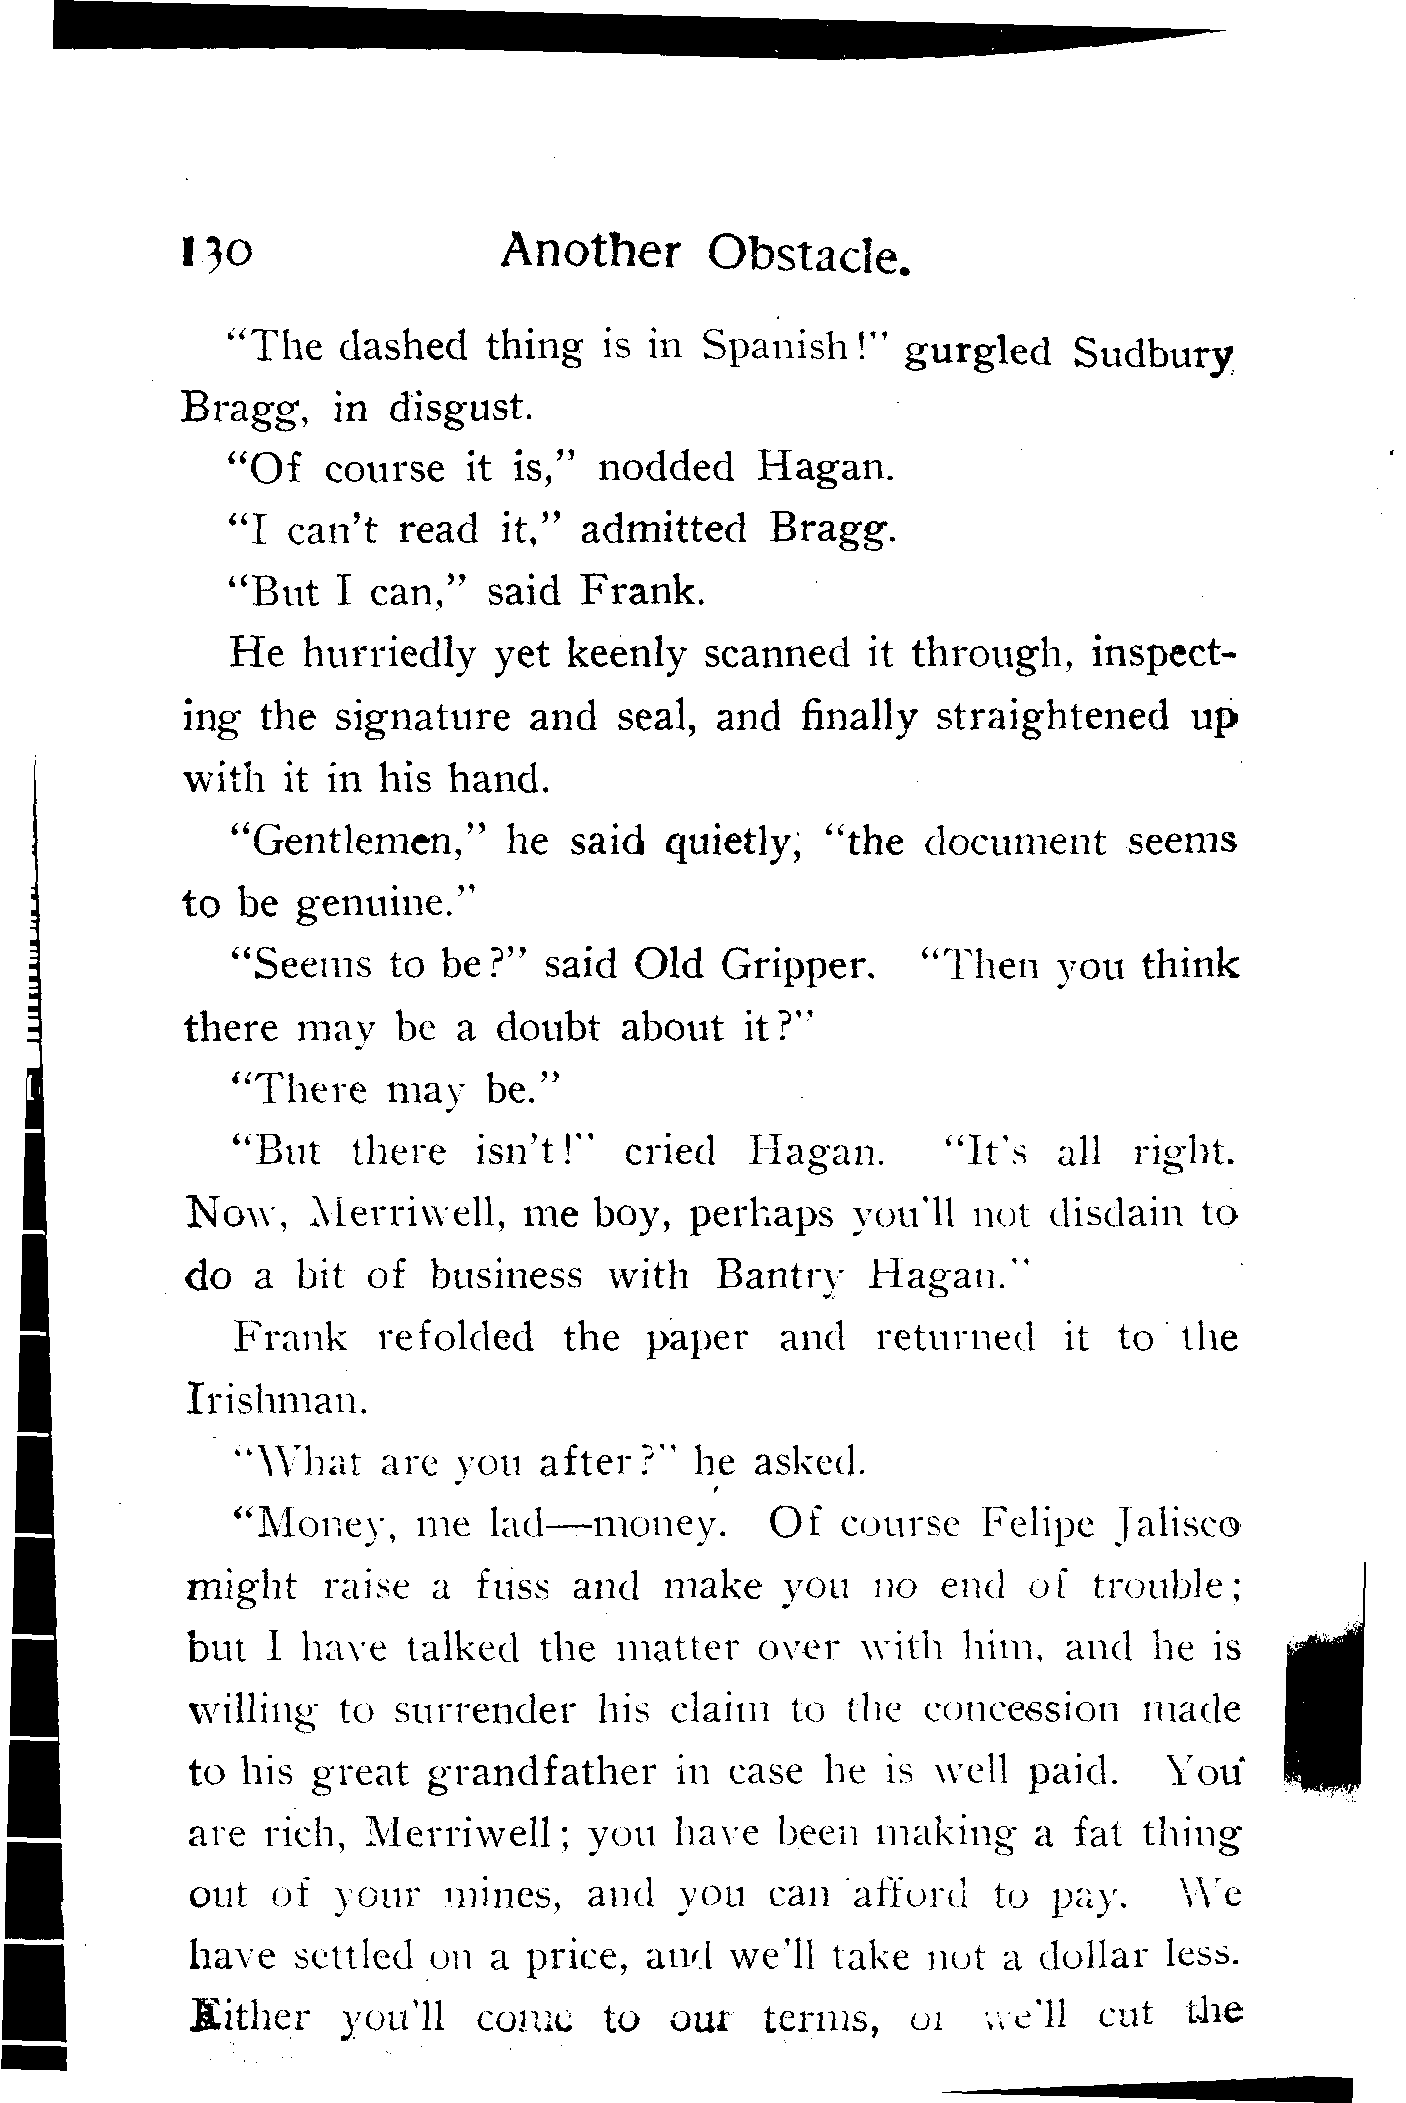 130 Another Obstacle.
"The dashed thing is in Spanish!" gurgled Sudbury
Bragg, in disgust.
"Of course it is," nodded Hagan.
"I can't read it," admitted Bragg.
"But I can," said Frank.
He hurriedly yet keenly scanned it through, inspect-
ing the signature and seal, and finally straightened up
with it in his hand.
"Gentlemen," he said quietly, "the document seems
to be genuine."
"Seems to be?" said Old Gripper. "Then you think
there may be a doubt about it?"
"There may be."
"But there isn't!" cried Hagan. "It's all right.
Now, Merriwell, me boy, perhaps you'll not disdain to
do a bit of business with Bantry Hagan."
Frank refolded the paper and returned it to the
Irishman.
"What are you after?" he asked.
"Money, me lad—money. Of course Felipe Jalisco
might raise a fuss and make you no end of trouble;
but I have talked the matter over with him, and he is
willing to surrender his claim to the concession made
to his great grandfather in case he is well paid. You
are rich, Merriwell; you have been making a fat thing
out of your mines, and you can afford to pay. We
have settled on a price, and we'll take not a dollar less.
Either you'll come to our terms, or we'll cut the